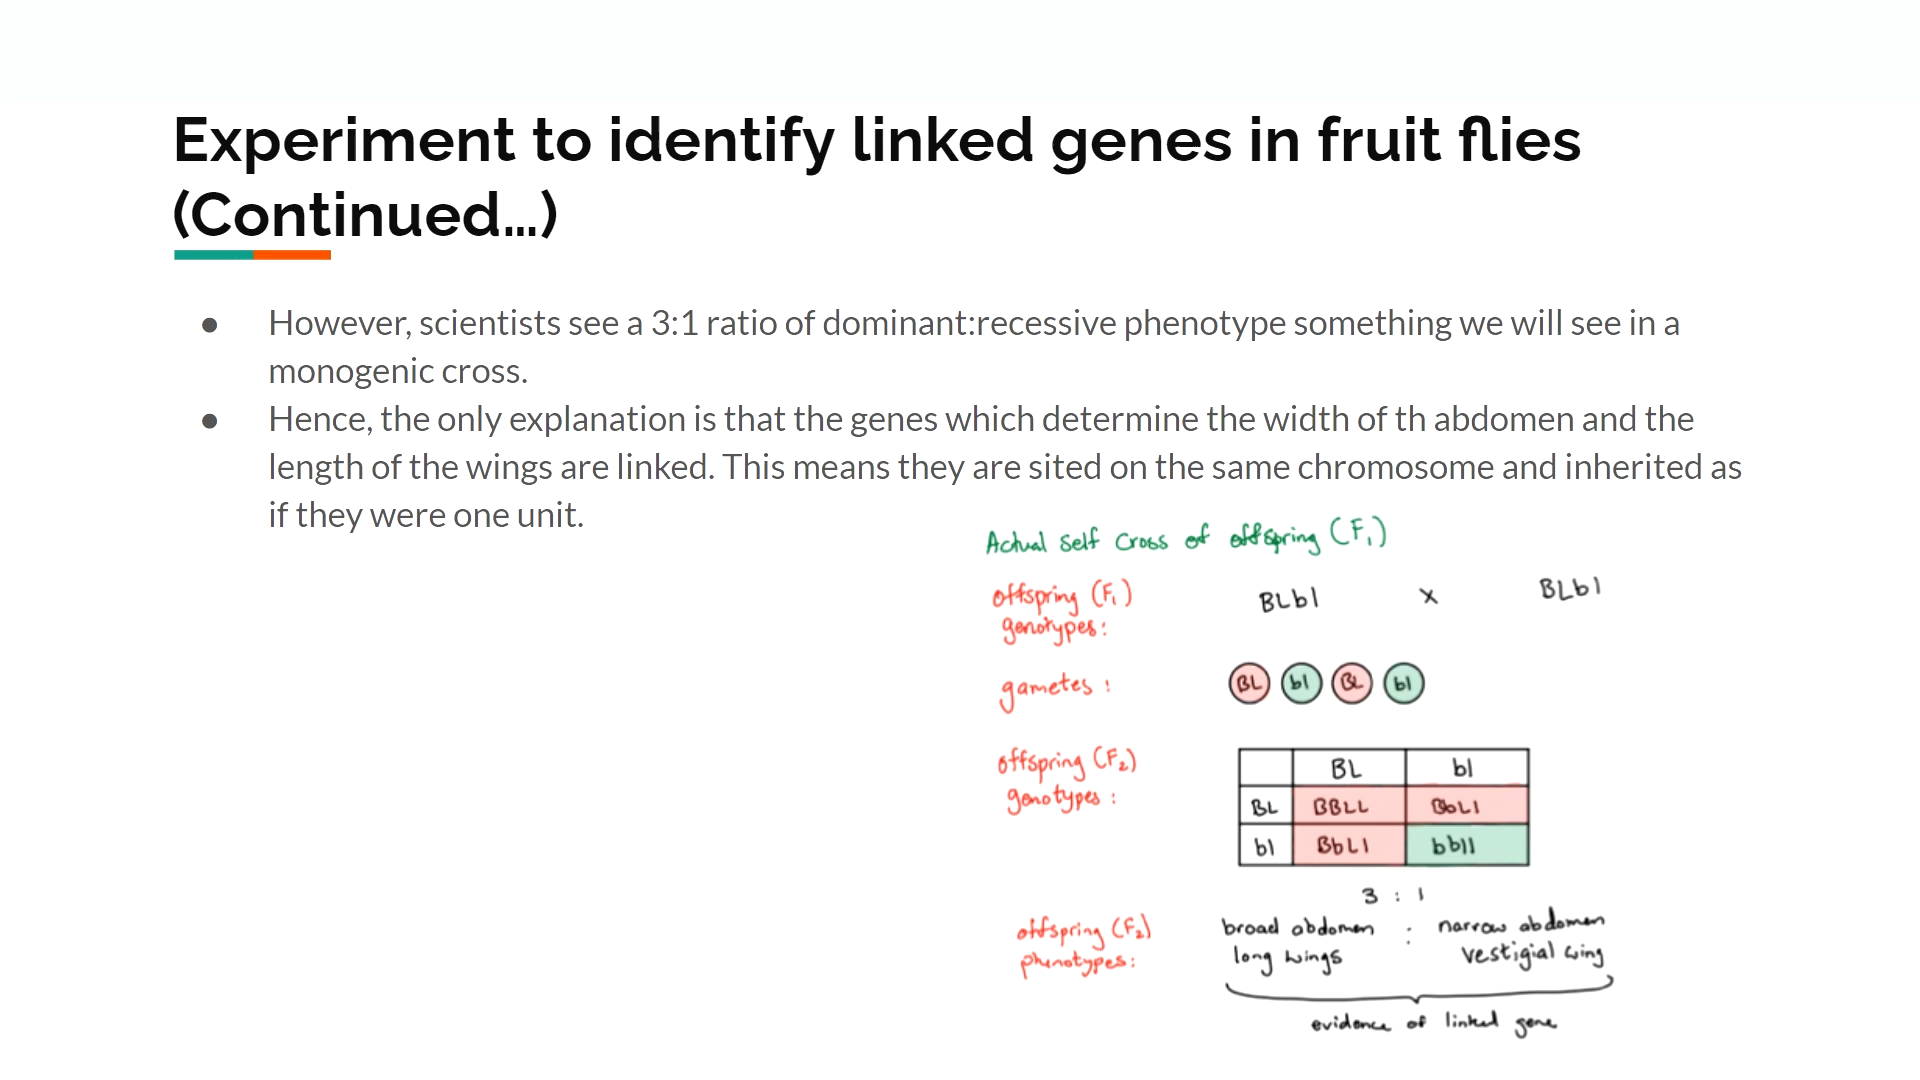 Experiment to identify linked genes in fruit flies
(Continued...)
● However, scientists see a 3:1 ratio of dominant:recessive phenotype something we will see in a
monogenic cross.
● Hence, the only explanation is that the genes which determine the width of th abdomen and the
length of the wings are linked. This means they are sited on the same chromosome and inherited as
if they were one unit.
Actual self cross of offspring (F₁)
offspring (F₁)
genotypes:
BLbl x BLbl
gametes: BL bl BL bl
offspring (F₂)
genotypes:
BL bl
BL BBLL BbLl
bl BbLl bbll
3 : 1
offspring (F₂)
phenotypes:
broad abdomen : narrow abdomen
long wings vestigial wing
evidence of linked gene